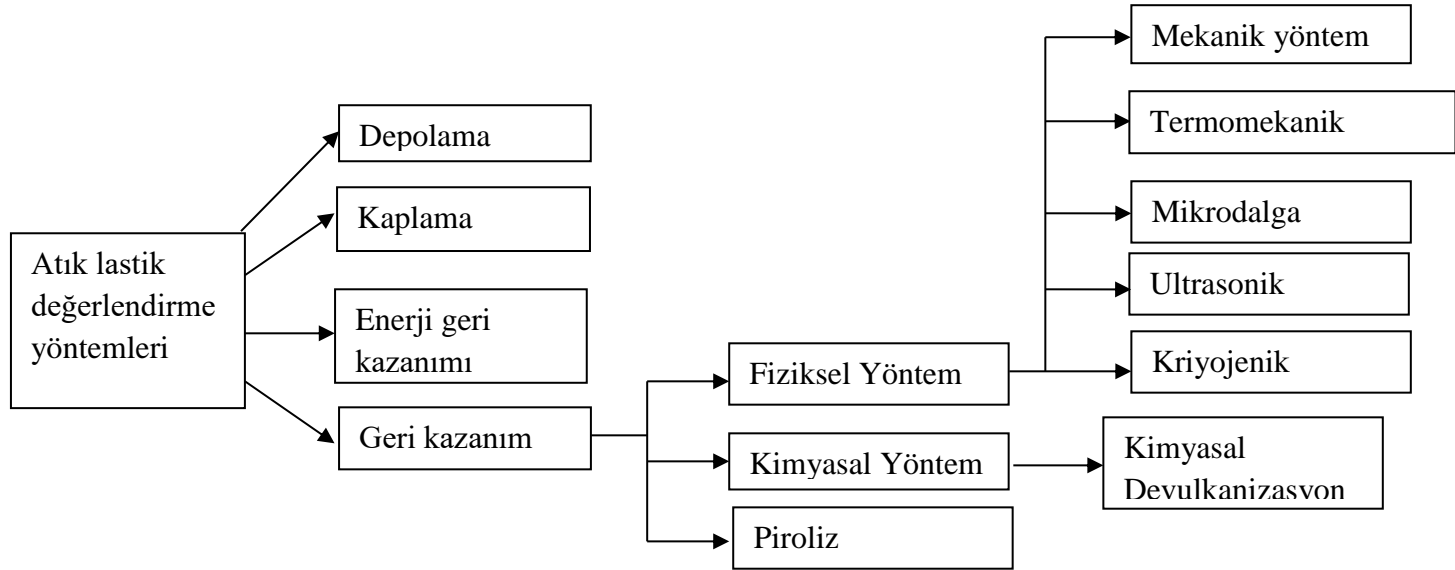 Atık lastik
değerlendirme
yöntemleri
Depolama
Kaplama
Enerji geri
kazanımı
Geri kazanım
Fiziksel Yöntem
Kimyasal Yöntem
Piroliz
Mekanik yöntem
Termomekanik
Mikrodalga
Ultrasonik
Kriyojenik
Kimyasal
Devulkanizasyon